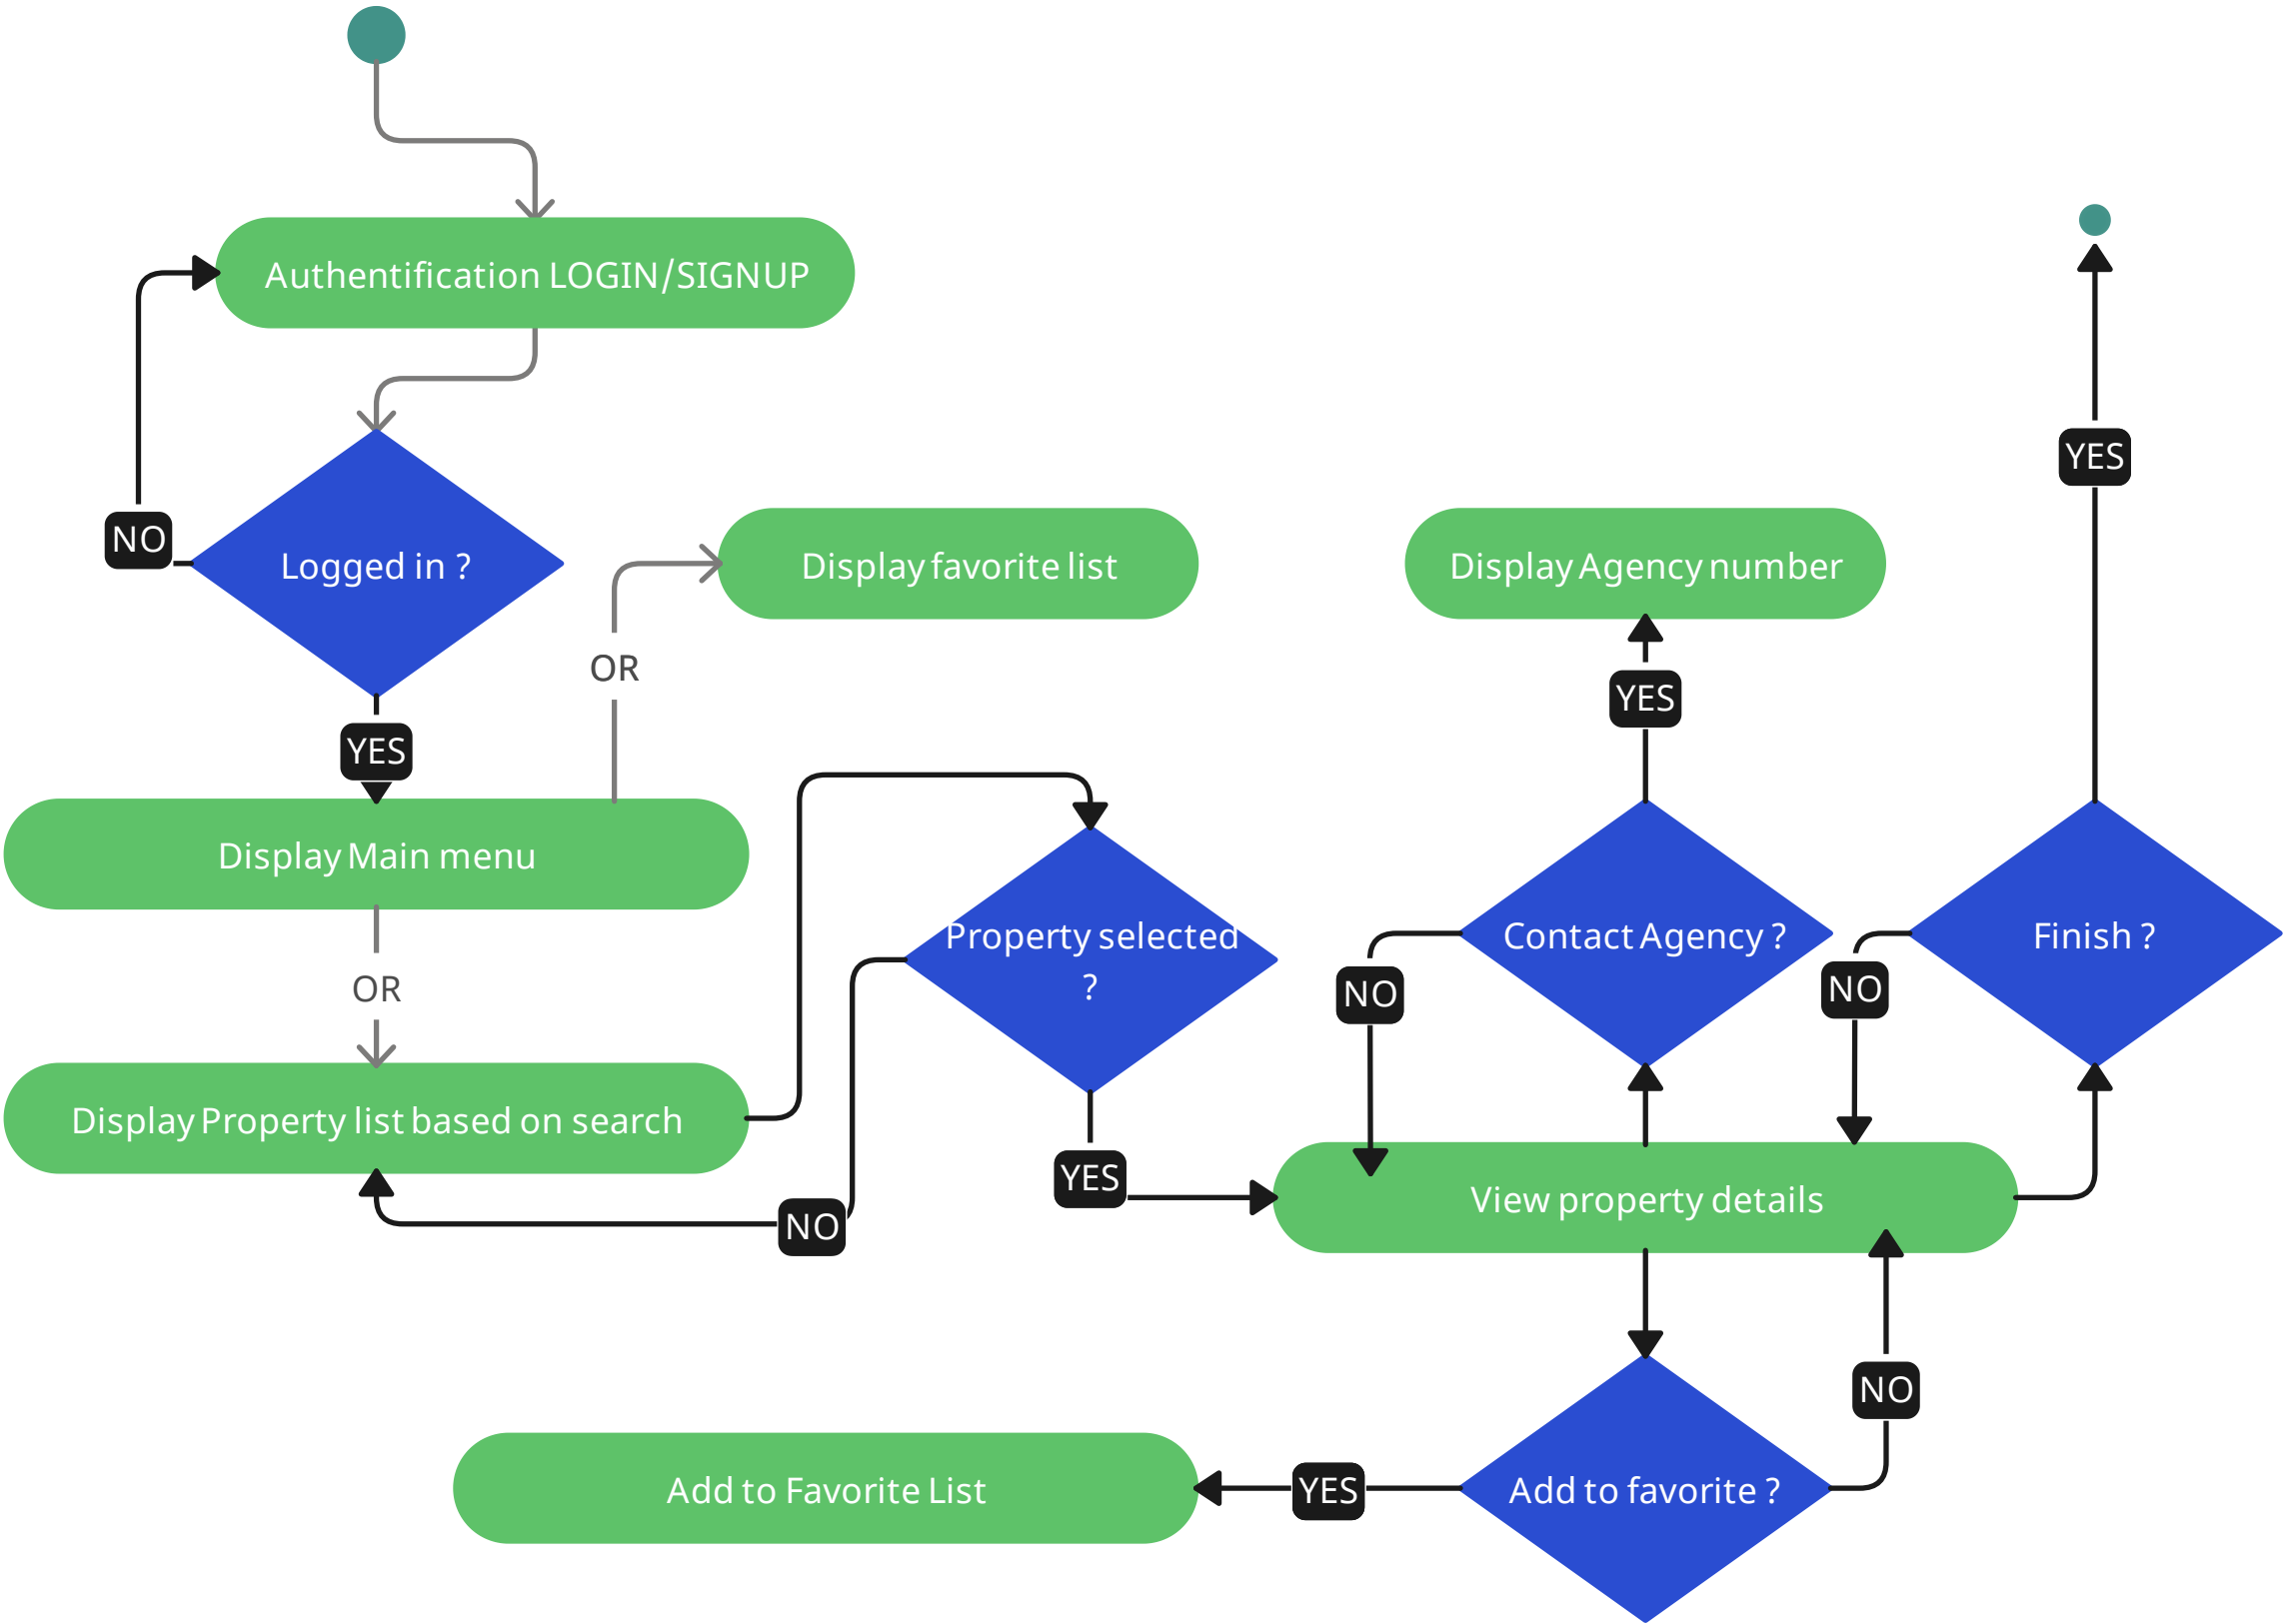 Authentification LOGIN/SIGNUP
YES
NO
Logged in ?
Display favorite list
Display Agency number
OR
YES
YES
Display Main menu
Property selected
?
Contact Agency ?
Finish ?
OR
NO
NO
Display Property list based on search
YES
View property details
NO
NO
Add to Favorite List
YES
Add to favorite ?